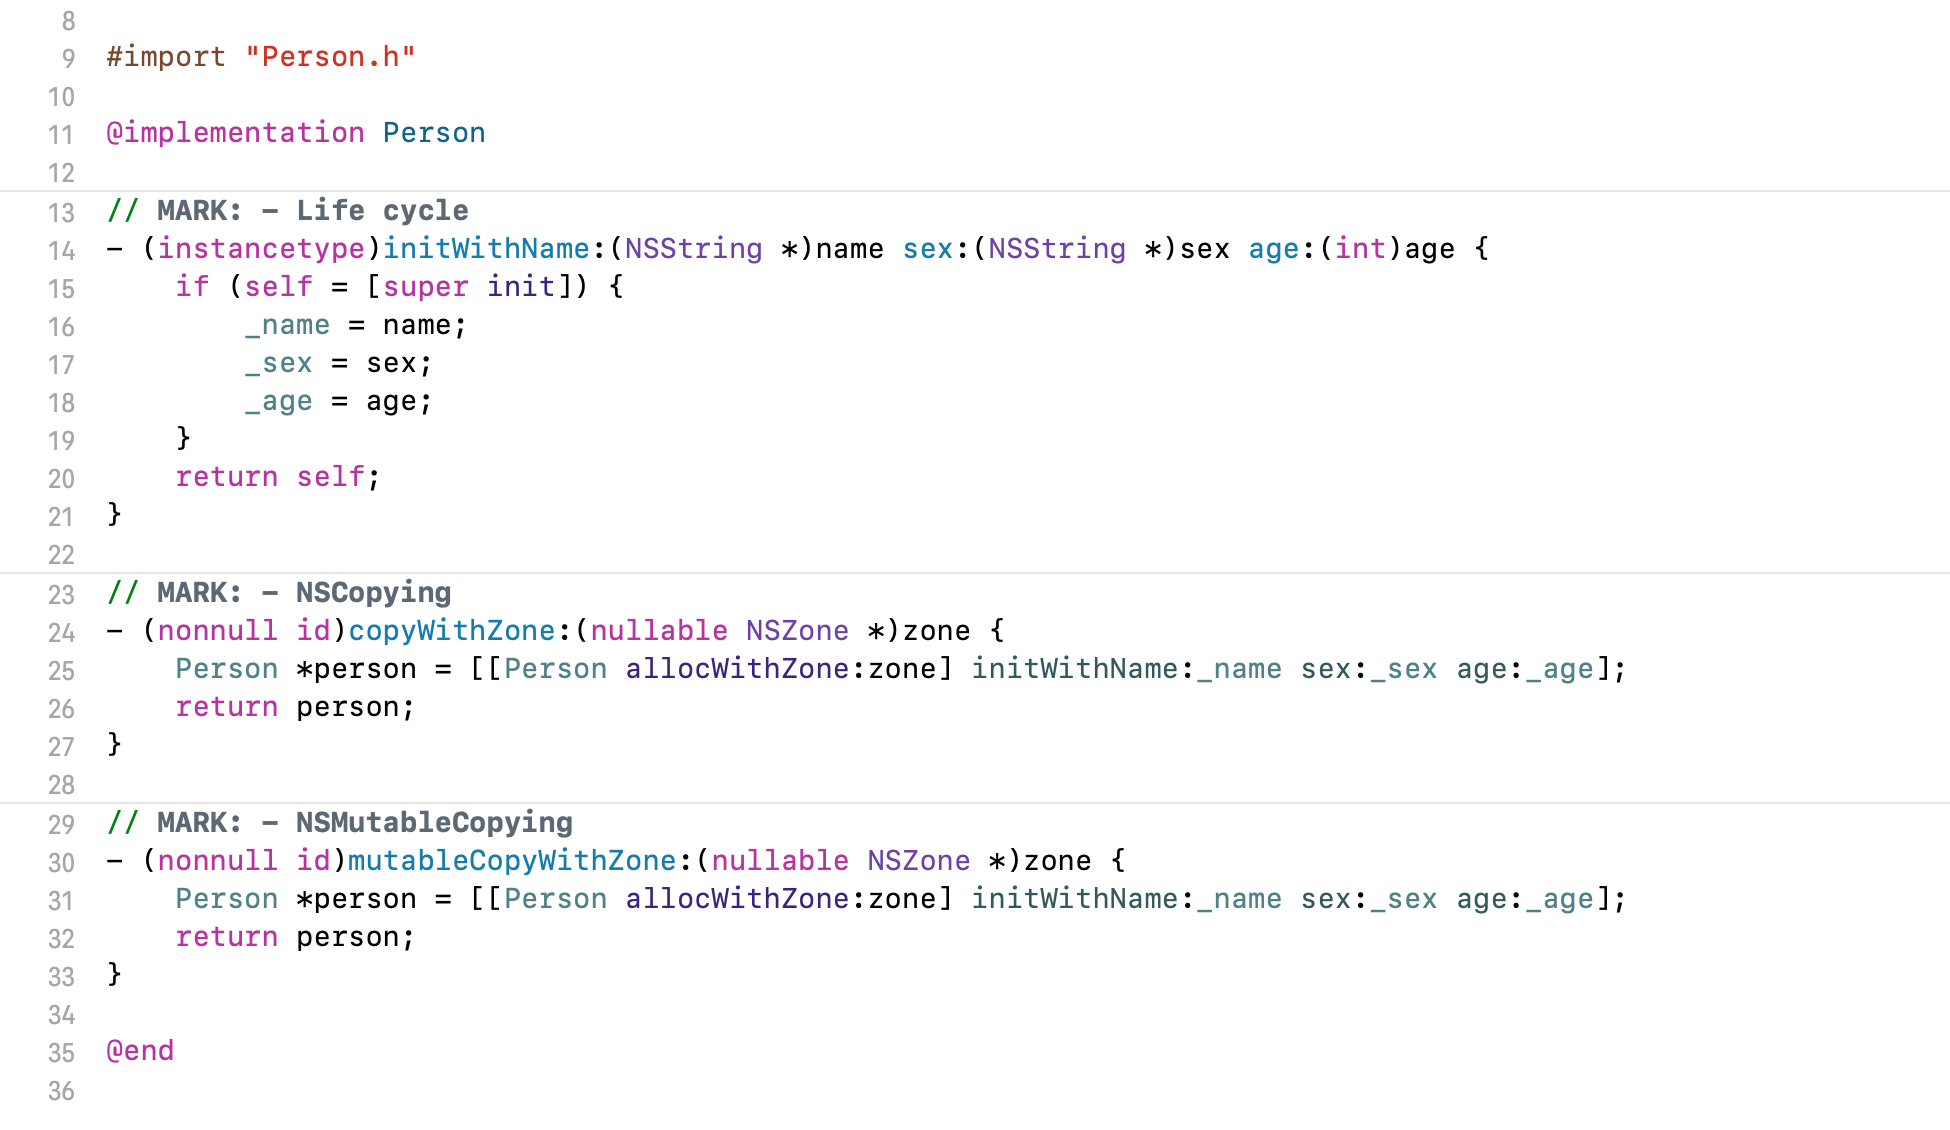 8
9 #import "Person.h"
10
11 @implementation Person
12
13 // MARK: - Life cycle
14 - (instancetype)initWithName:(NSString *)name sex:(NSString *)sex age:(int)age {
15     if (self = [super init]) {
16         _name = name;
17         _sex = sex;
18         _age = age;
19     }
20     return self;
21 }
22
23 // MARK: - NSCopying
24 - (nonnull id)copyWithZone:(nullable NSZone *)zone {
25     Person *person = [[Person allocWithZone:zone] initWithName:_name sex:_sex age:_age];
26     return person;
27 }
28
29 // MARK: - NSMutableCopying
30 - (nonnull id)mutableCopyWithZone:(nullable NSZone *)zone {
31     Person *person = [[Person allocWithZone:zone] initWithName:_name sex:_sex age:_age];
32     return person;
33 }
34
35 @end
36